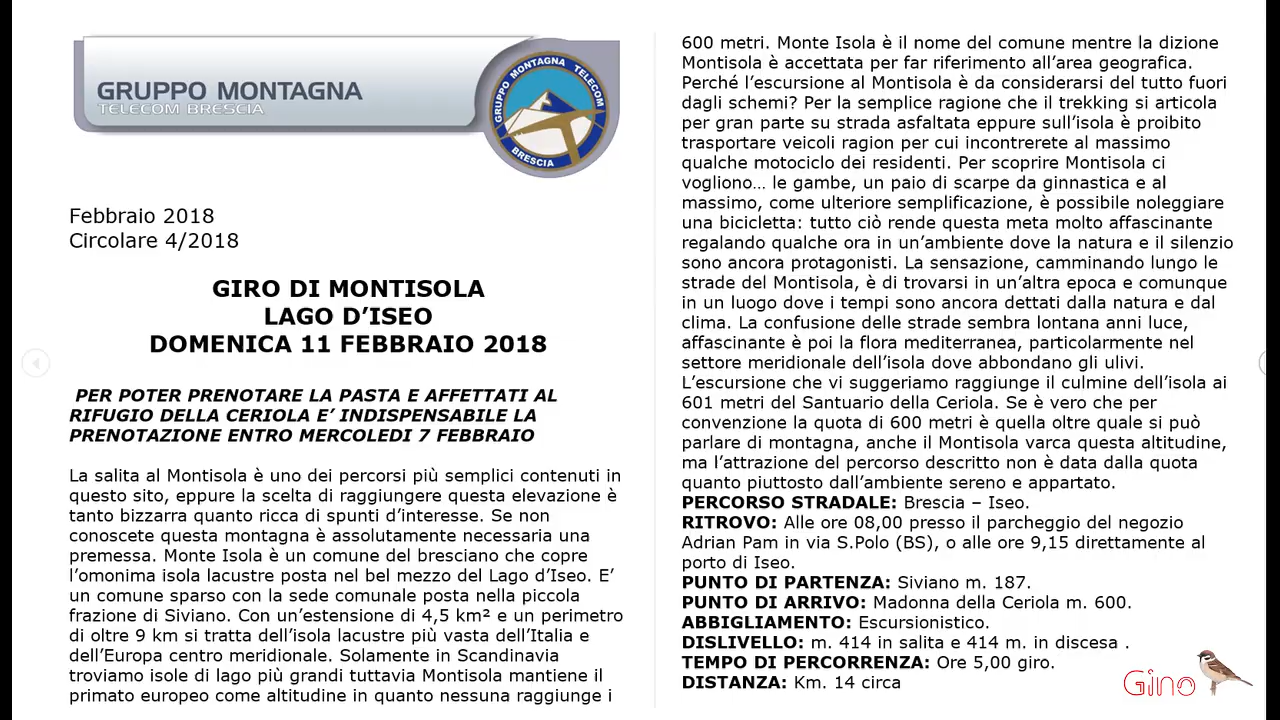 GRUPPO MONTAGNA
TELECOM BRESCIA
GRUPPO MONTAGNA TELECOM
BRESCIA
Febbraio 2018
Circolare 4/2018
GIRO DI MONTISOLA
LAGO D’ISEO
DOMENICA 11 FEBBRAIO 2018
PER POTER PRENOTARE LA PASTA E AFFETTATI AL
RIFUGIO DELLA CERIOLA E’ INDISPENSABILE LA
PRENOTAZIONE ENTRO MERCOLEDI 7 FEBBRAIO
La salita al Montisola è uno dei percorsi più semplici contenuti in
questo sito, eppure la scelta di raggiungere questa elevazione è
tanto bizzarra quanto ricca di spunti d’interesse. Se non
conoscete questa montagna è assolutamente necessaria una
premessa. Monte Isola è un comune del bresciano che copre
l’omonima isola lacustre posta nel bel mezzo del Lago d’Iseo. E’
un comune sparso con la sede comunale posta nella piccola
frazione di Siviano. Con un’estensione di 4,5 km² e un perimetro
di oltre 9 km si tratta dell’isola lacustre più vasta dell’Italia e
dell’Europa centro meridionale. Solamente in Scandinavia
troviamo isole di lago più grandi tuttavia Montisola mantiene il
primato europeo come altitudine in quanto nessuna raggiunge i
600 metri. Monte Isola è il nome del comune mentre la dizione
Montisola è accettata per far riferimento all’area geografica.
Perché l’escursione al Montisola è da considerarsi del tutto fuori
dagli schemi? Per la semplice ragione che il trekking si articola
per gran parte su strada asfaltata eppure sull’isola è proibito
trasportare veicoli ragion per cui incontrerete al massimo
qualche motociclo dei residenti. Per scoprire Montisola ci
vogliono… le gambe, un paio di scarpe da ginnastica e al
massimo, come ulteriore semplificazione, è possibile noleggiare
una bicicletta: tutto ciò rende questa meta molto affascinante
regalando qualche ora in un’ambiente dove la natura e il silenzio
sono ancora protagonisti. La sensazione, camminando lungo le
strade del Montisola, è di trovarsi in un’altra epoca e comunque
in un luogo dove i tempi sono ancora dettati dalla natura e dal
clima. La confusione delle strade sembra lontana anni luce,
affascinante è poi la flora mediterranea, particolarmente nel
settore meridionale dell’isola dove abbondano gli ulivi.
L’escursione che vi suggeriamo raggiunge il culmine dell’isola ai
601 metri del Santuario della Ceriola. Se è vero che per
convenzione la quota di 600 metri è quella oltre quale si può
parlare di montagna, anche il Montisola varca questa altitudine,
ma l’attrazione del percorso descritto non è data dalla quota
quanto piuttosto dall’ambiente sereno e appartato.
PERCORSO STRADALE: Brescia – Iseo.
RITROVO: Alle ore 08,00 presso il parcheggio del negozio
Adrian Pam in via S.Polo (BS), o alle ore 9,15 direttamente al
porto di Iseo.
PUNTO DI PARTENZA: Siviano m. 187.
PUNTO DI ARRIVO: Madonna della Ceriola m. 600.
ABBIGLIAMENTO: Escursionistico.
DISLIVELLO: m. 414 in salita e 414 m. in discesa .
TEMPO DI PERCORRENZA: Ore 5,00 giro.
DISTANZA: Km. 14 circa
Gino